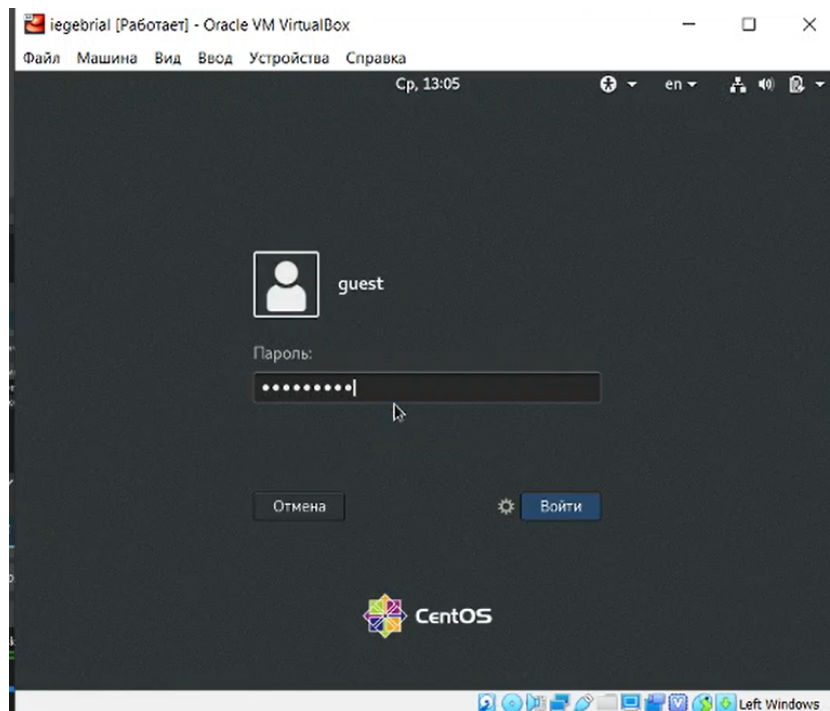 iegebrial [Работает] - Oracle VM VirtualBox
Файл Машина Вид Ввод Устройства Справка
Ср, 13:05 en
guest
Пароль:
•••••••••
Отмена Войти
CentOS
Left Windows